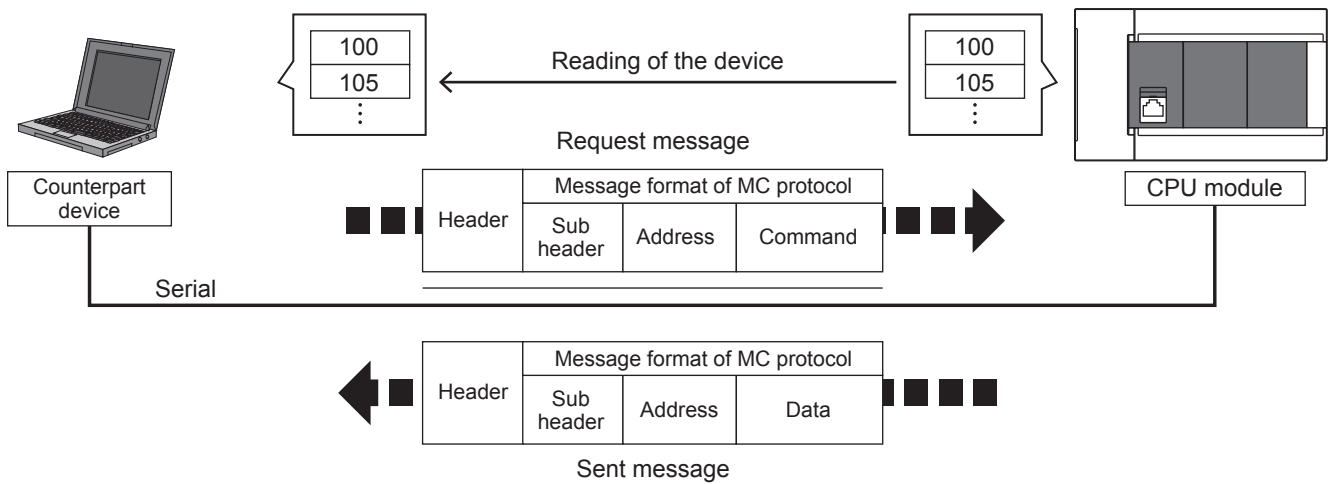 100
105
Reading of the device
100
105
Request message
Counterpart
device
CPU module
Header
Message format of MC protocol
Sub
header
Address
Command
Serial
Header
Message format of MC protocol
Sub
header
Address
Data
Sent message